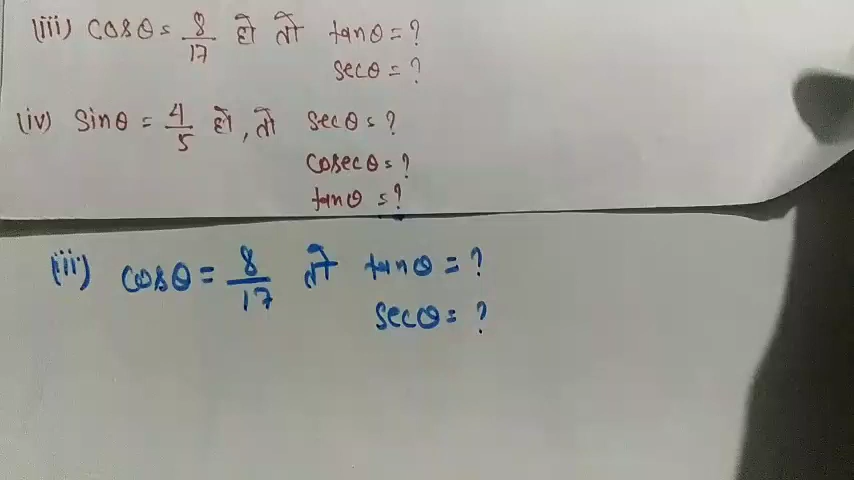 (iii) cosθ = 8/17 हो तो tanθ = ?
secθ = ?
(iv) sinθ = 4/5 हो, तो secθ = ?
cosecθ = ?
tanθ = ?
(iii) cosθ = 8/17 तो tanθ = ?
secθ = ?